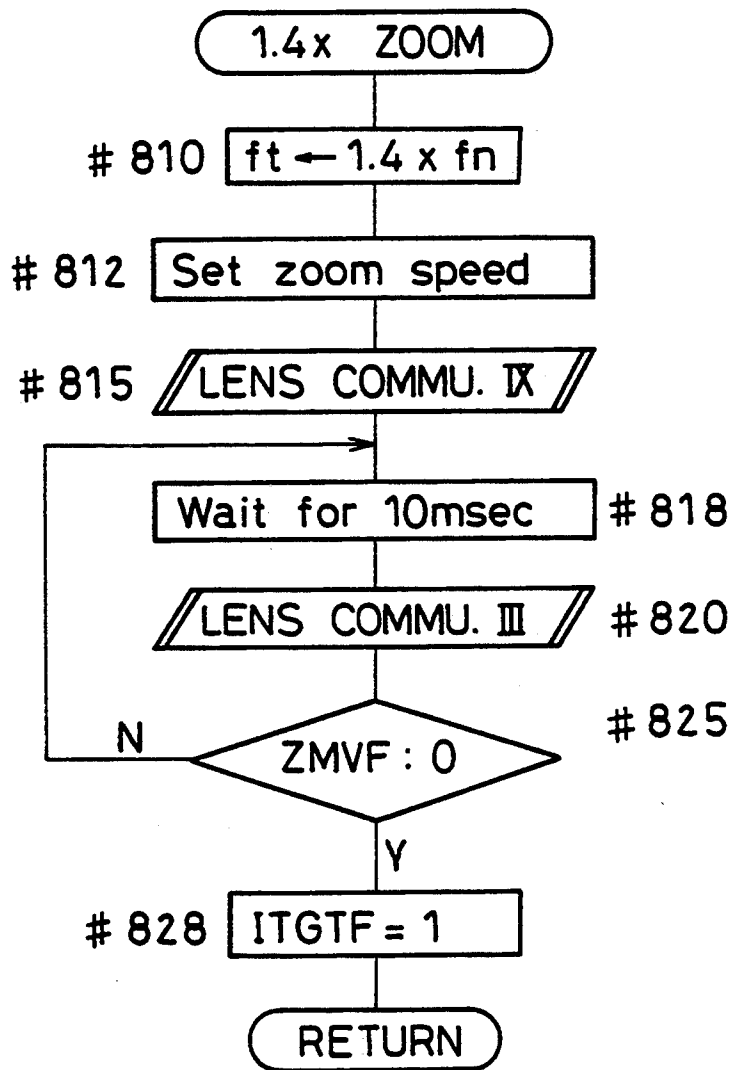 1.4x ZOOM
# 810 ft ← 1.4 x fn
# 812 Set zoom speed
# 815 LENS COMMU. IX
Wait for 10msec # 818
LENS COMMU. III # 820
# 825
N ZMVF : 0
Y
# 828 ITGTF = 1
RETURN